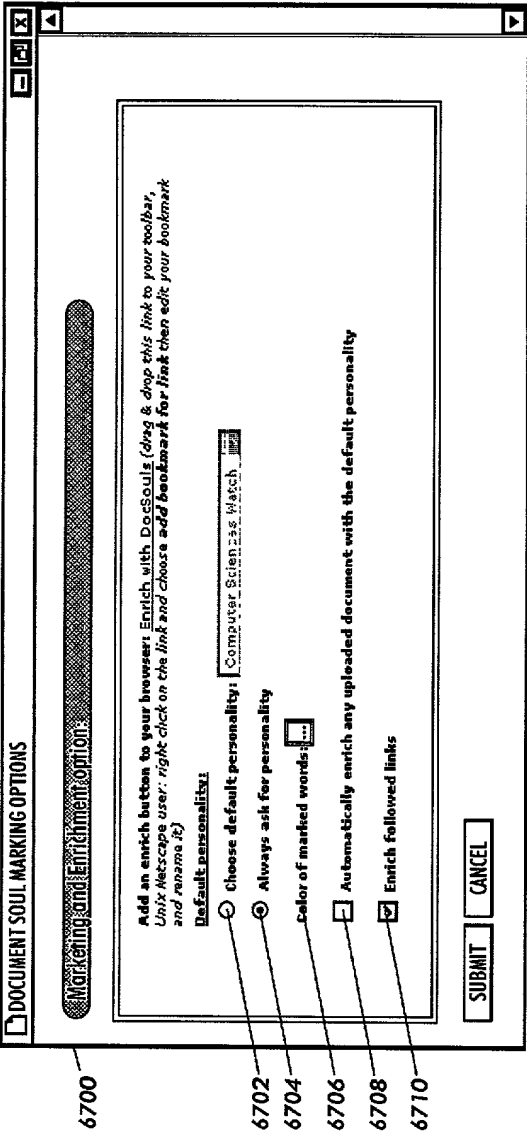 DOCUMENT SOUL MARKING OPTIONS
Marketing and Enrichment option:
Add an enrich button to your browser: Enrich with DocSouls (drag & drop this link to your toolbar,
Unix Netscape user: right click on the link and choose add bookmark for link then edit your bookmark
and rename it)
Default personality:
Choose default personality: Computer Sciences Watch
Always ask for personality
Color of marked words: ...
Automatically enrich any uploaded document with the default personality
Enrich followed links
SUBMIT CANCEL
6700
6702
6704
6706
6708
6710